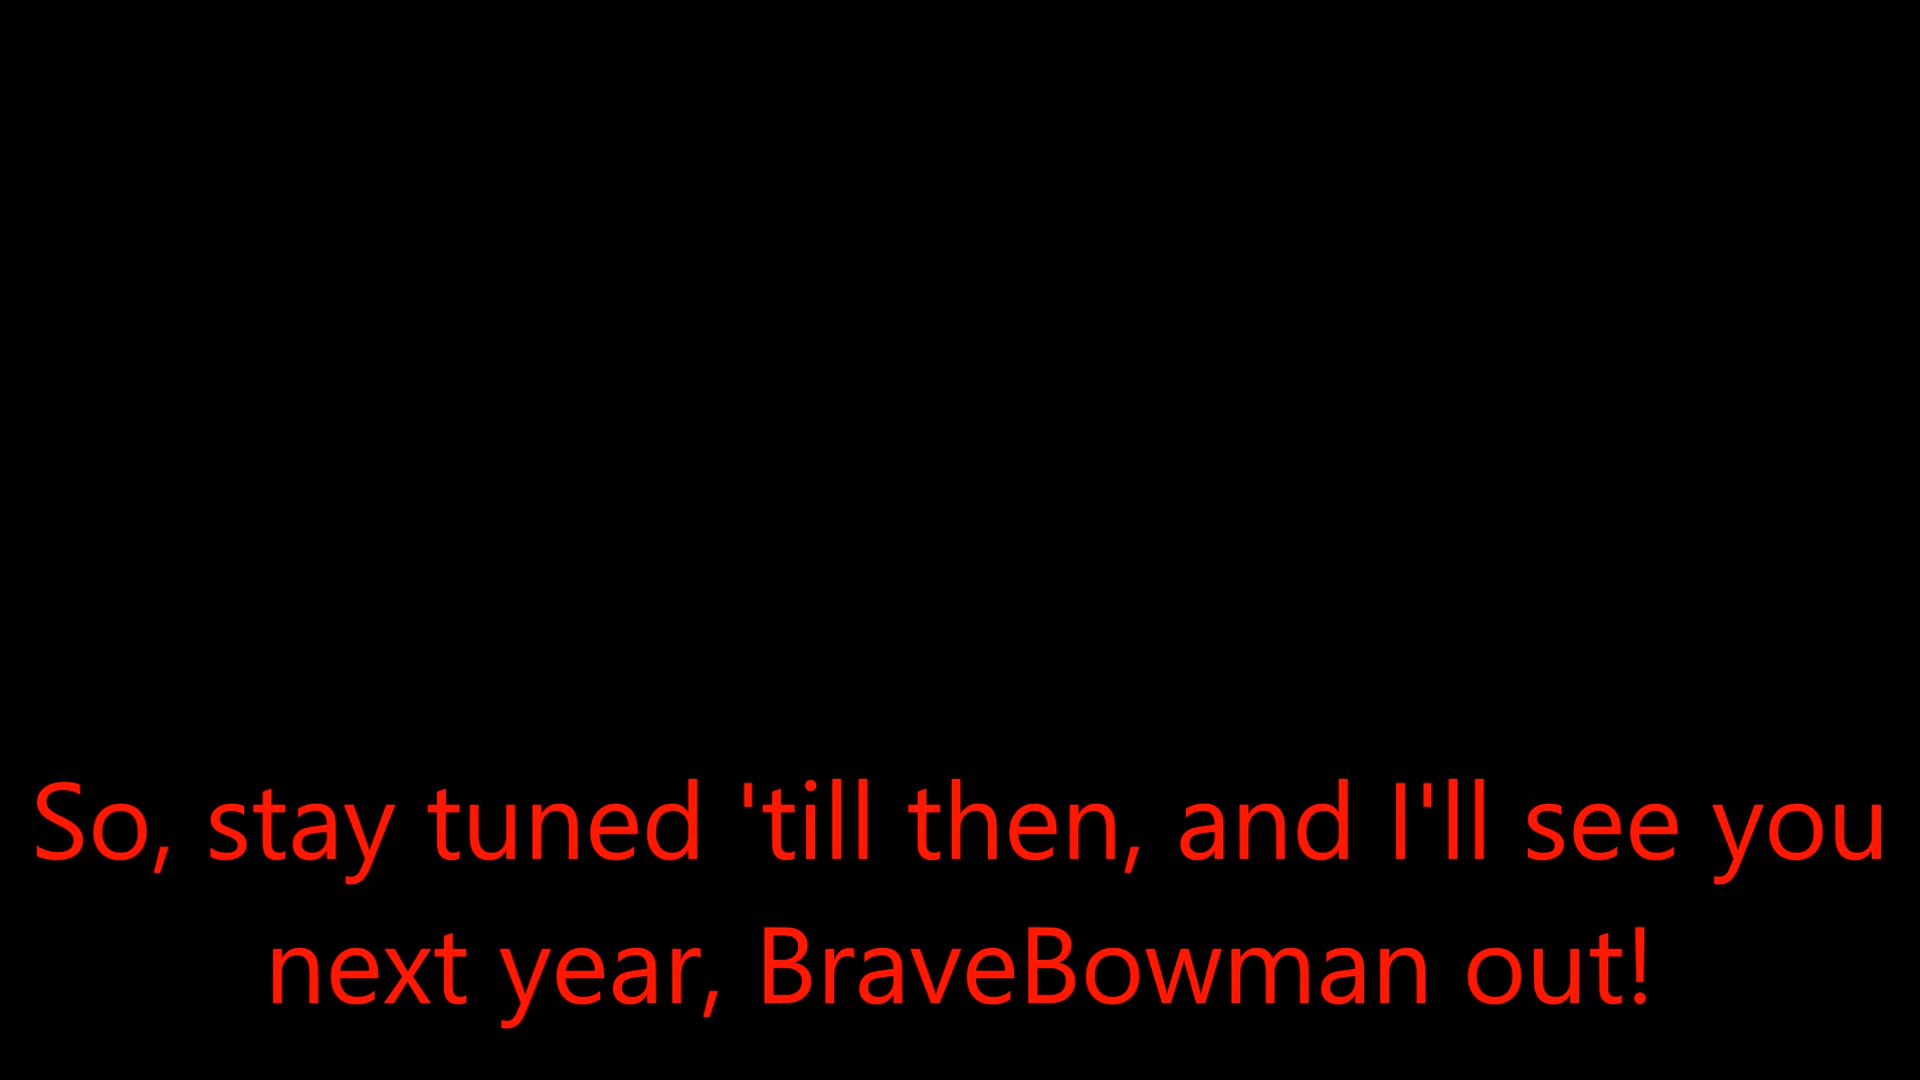 So, stay tuned 'till then, and I'll see you
next year, BraveBowman out!